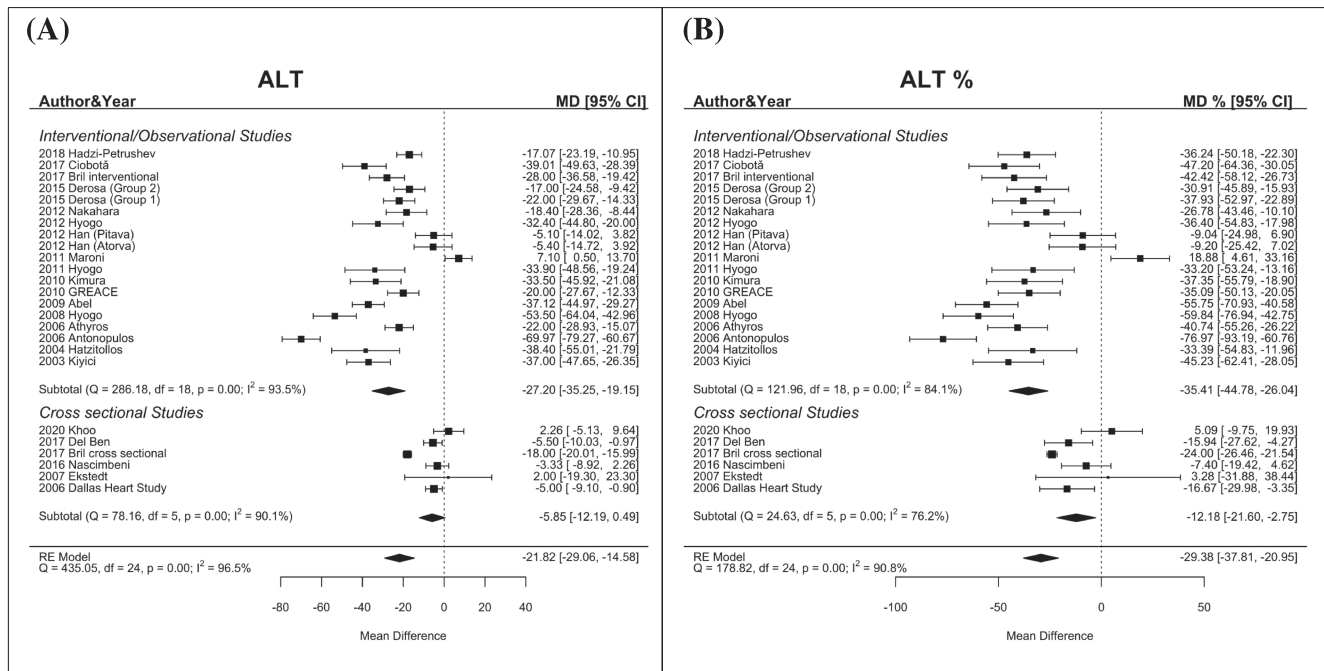 (A)
ALT
Author&Year MD [95% CI]
Interventional/Observational Studies
2018 Hadzi-Petrushev -17.07 [-23.19, -10.95]
2017 Ciobotă -39.01 [-49.63, -28.39]
2017 Bril interventional -28.00 [-36.58, -19.42]
2015 Derosa (Group 2) -17.00 [-24.58, -9.42]
2015 Derosa (Group 1) -22.00 [-29.67, -14.33]
2012 Nakahara -18.40 [-28.36, -8.44]
2012 Hyogo -32.40 [-44.80, -20.00]
2012 Han (Pitava) -5.10 [-14.02, 3.82]
2012 Han (Atorva) -5.40 [-14.72, 3.92]
2011 Maroni 7.10 [ 0.50, 13.70]
2011 Hyogo -33.90 [-48.56, -19.24]
2010 Kimura -33.50 [-45.92, -21.08]
2010 GREACE -20.00 [-27.67, -12.33]
2009 Abel -37.12 [-44.97, -29.27]
2008 Hyogo -53.50 [-64.04, -42.96]
2006 Athyros -22.00 [-28.93, -15.07]
2006 Antonopulos -69.97 [-79.27, -60.67]
2004 Hatzitollos -38.40 [-55.01, -21.79]
2003 Kiyici -37.00 [-47.65, -26.35]
Subtotal (Q = 286.18, df = 18, p = 0.00; I² = 93.5%) -27.20 [-35.25, -19.15]
Cross sectional Studies
2020 Khoo 2.26 [ -5.13, 9.64]
2017 Del Ben -5.50 [-10.03, -0.97]
2017 Bril cross sectional -18.00 [-20.01, -15.99]
2016 Nascimbeni -3.33 [ -8.92, 2.26]
2007 Ekstedt 2.00 [-19.30, 23.30]
2006 Dallas Heart Study -5.00 [ -9.10, -0.90]
Subtotal (Q = 78.16, df = 5, p = 0.00; I² = 90.1%) -5.85 [-12.19, 0.49]
RE Model -21.82 [-29.06, -14.58]
Q = 435.05, df = 24, p = 0.00; I² = 96.5%
-80 -60 -40 -20 0 20 40
Mean Difference
(B)
ALT %
Author&Year MD % [95% CI]
Interventional/Observational Studies
2018 Hadzi-Petrushev -36.24 [-50.18, -22.30]
2017 Ciobotă -47.20 [-64.36, -30.05]
2017 Bril interventional -42.42 [-58.12, -26.73]
2015 Derosa (Group 2) -30.91 [-45.89, -15.93]
2015 Derosa (Group 1) -37.93 [-52.97, -22.89]
2012 Nakahara -26.78 [-43.46, -10.10]
2012 Hyogo -36.40 [-54.83, -17.98]
2012 Han (Pitava) -9.04 [-24.98, 6.90]
2012 Han (Atorva) -9.20 [-25.42, 7.02]
2011 Maroni 18.88 [ 4.61, 33.16]
2011 Hyogo -33.20 [-53.24, -13.16]
2010 Kimura -37.35 [-55.79, -18.90]
2010 GREACE -35.09 [-50.13, -20.05]
2009 Abel -55.75 [-70.93, -40.58]
2008 Hyogo -59.84 [-76.94, -42.75]
2006 Athyros -40.74 [-55.26, -26.22]
2006 Antonopulos -76.97 [-93.19, -60.76]
2004 Hatzitollos -33.39 [-54.83, -11.96]
2003 Kiyici -45.23 [-62.41, -28.05]
Subtotal (Q = 121.96, df = 18, p = 0.00; I² = 84.1%) -35.41 [-44.78, -26.04]
Cross sectional Studies
2020 Khoo 5.09 [ -9.75, 19.93]
2017 Del Ben -15.94 [-27.62, -4.27]
2017 Bril cross sectional -24.00 [-26.46, -21.54]
2016 Nascimbeni -7.40 [-19.42, 4.62]
2007 Ekstedt 3.28 [-31.88, 38.44]
2006 Dallas Heart Study -16.67 [-29.98, -3.35]
Subtotal (Q = 24.63, df = 5, p = 0.00; I² = 76.2%) -12.18 [-21.60, -2.75]
RE Model -29.38 [-37.81, -20.95]
Q = 178.82, df = 24, p = 0.00; I² = 90.8%
-100 -50 0 50
Mean Difference